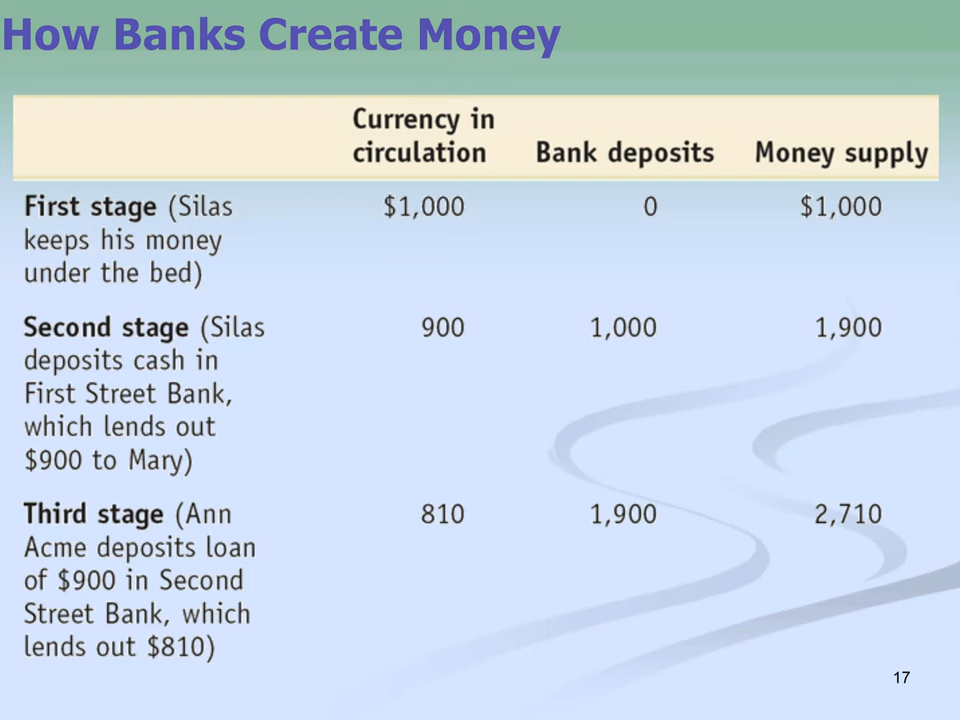 How Banks Create Money
Currency in
circulation Bank deposits Money supply
First stage (Silas $1,000 0 $1,000
keeps his money
under the bed)
Second stage (Silas 900 1,000 1,900
deposits cash in
First Street Bank,
which lends out
$900 to Mary)
Third stage (Ann 810 1,900 2,710
Acme deposits loan
of $900 in Second
Street Bank, which
lends out $810)
17